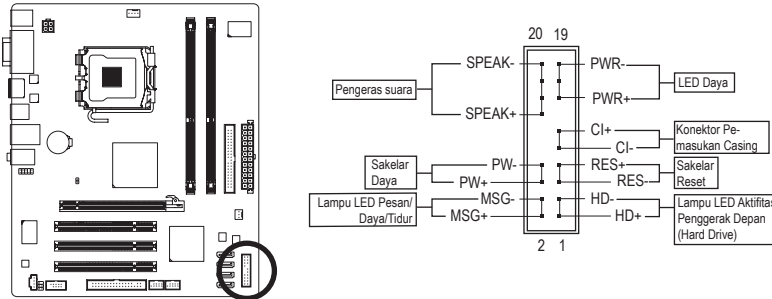 20 19
SPEAK-
PWR-
Pengeras suara
LED Daya
SPEAK+
PWR+
CI+
Konektor Pe-
masukan Casing
CI-
Sakelar
Daya
PW-
RES+
Sakelar
Reset
PW+
RES-
Lampu LED Pesan/
Daya/Tidur
MSG-
HD-
Lampu LED Aktifitas
Penggerak Depan
(Hard Drive)
MSG+
HD+
2 1